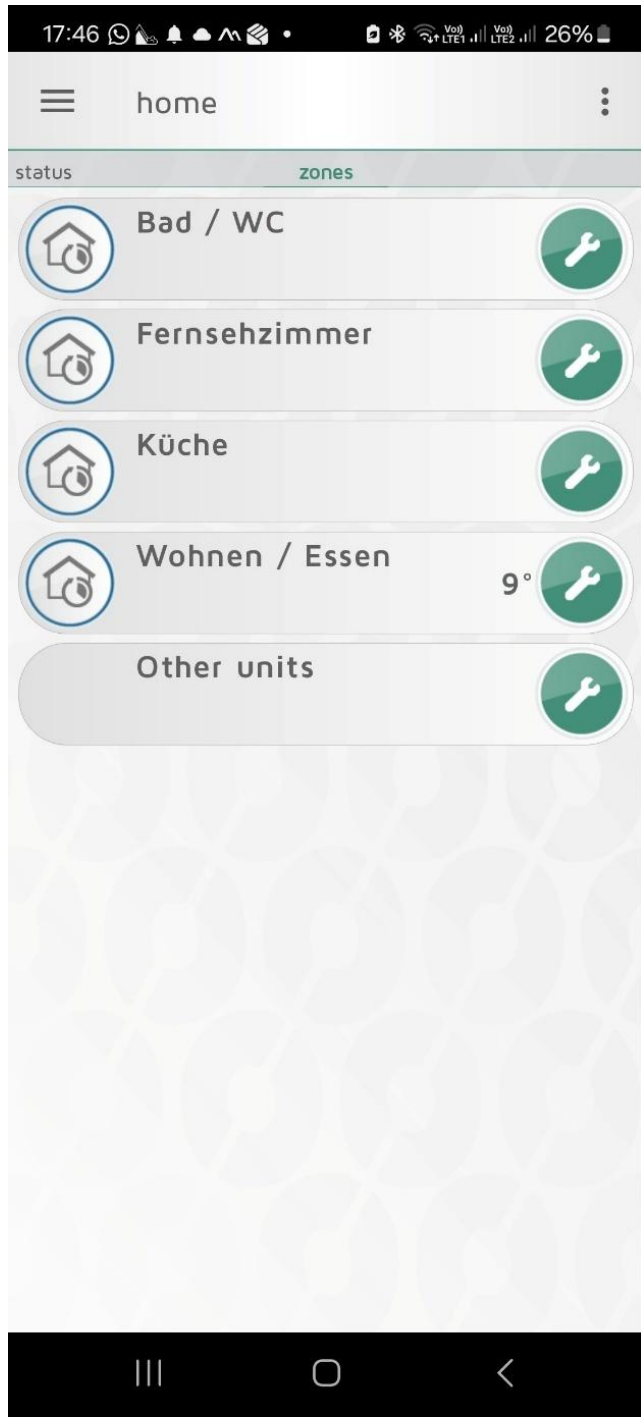 17:46 26%
home
status zones
Bad / WC
Fernsehzimmer
Küche
Wohnen / Essen
9°
Other units